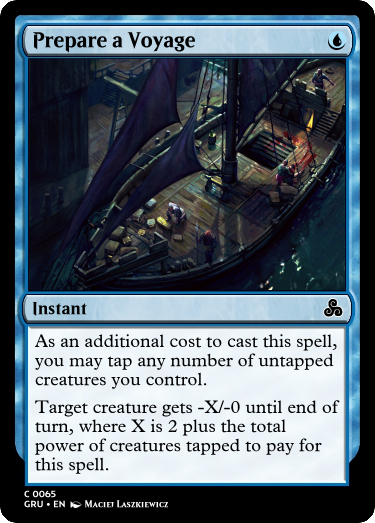 Prepare a Voyage
Instant
As an additional cost to cast this spell,
you may tap any number of untapped
creatures you control.
Target creature gets -X/-0 until end of
turn, where X is 2 plus the total
power of creatures tapped to pay for
this spell.
C 0065
GRU • EN Maciej Laszkiewicz